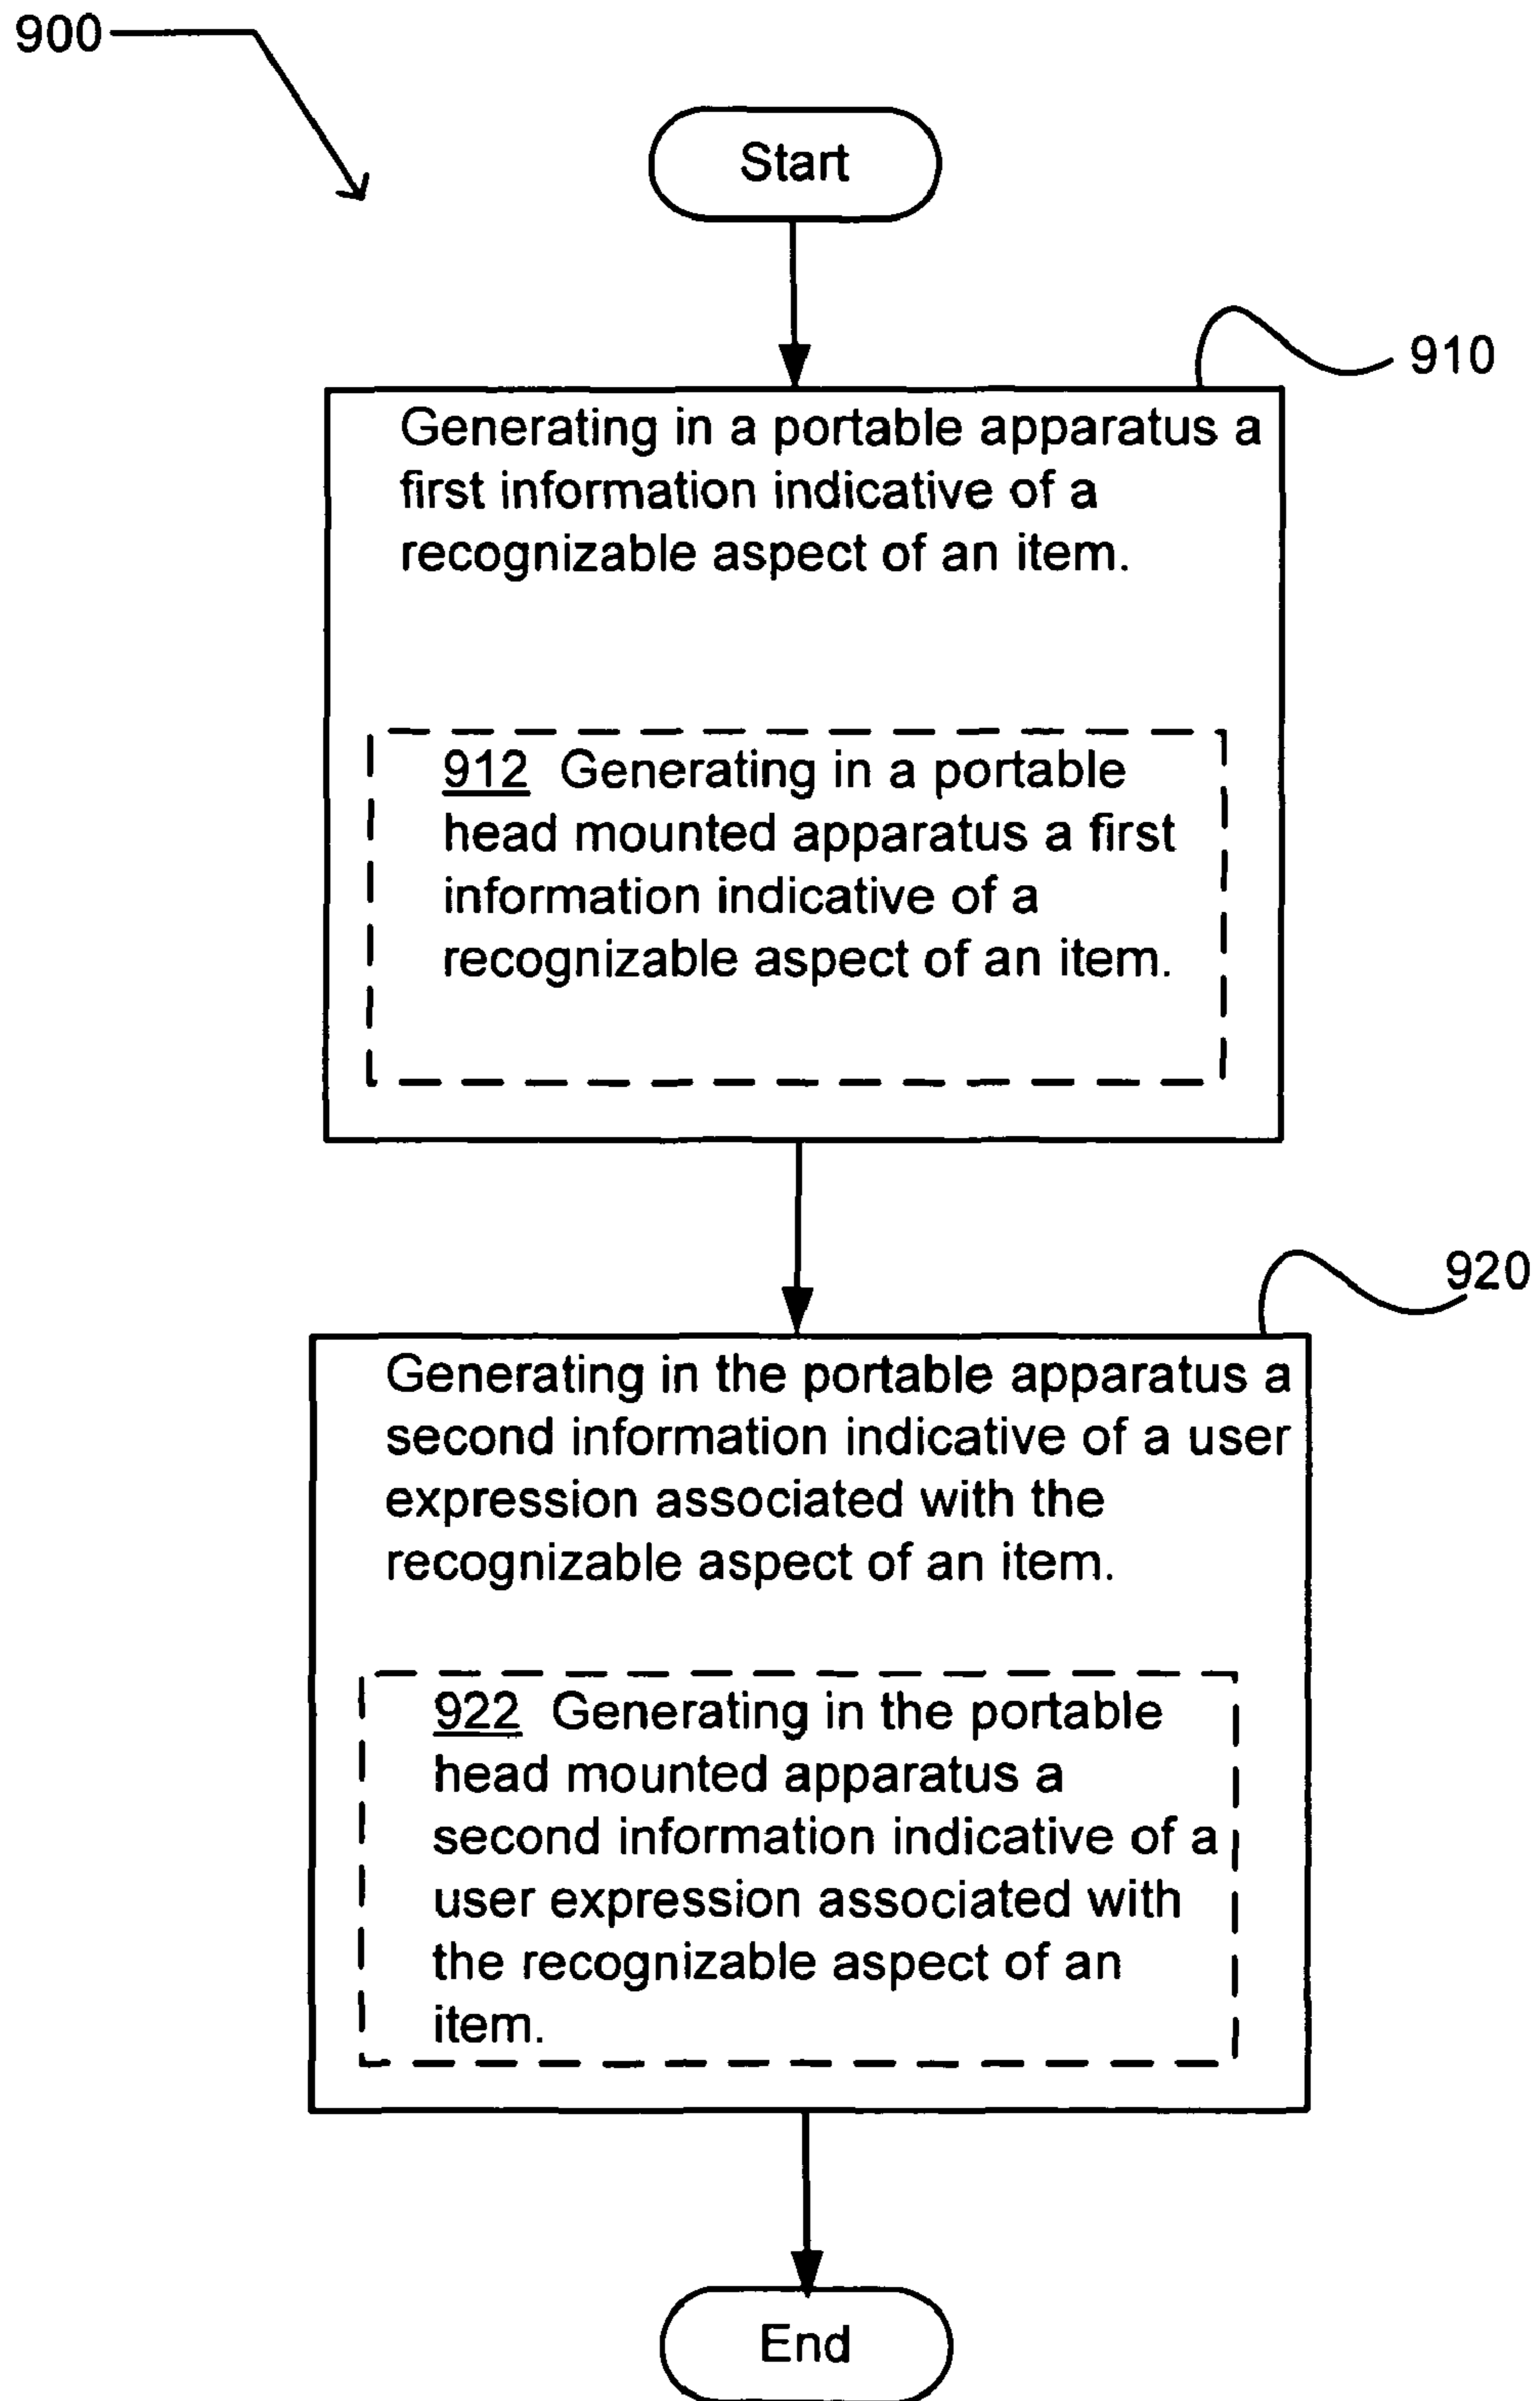 900
Start
910
Generating in a portable apparatus a
first information indicative of a
recognizable aspect of an item.
912 Generating in a portable
head mounted apparatus a first
information indicative of a
recognizable aspect of an item.
920
Generating in the portable apparatus a
second information indicative of a user
expression associated with the
recognizable aspect of an item.
922 Generating in the portable
head mounted apparatus a
second information indicative of a
user expression associated with
the recognizable aspect of an
item.
End